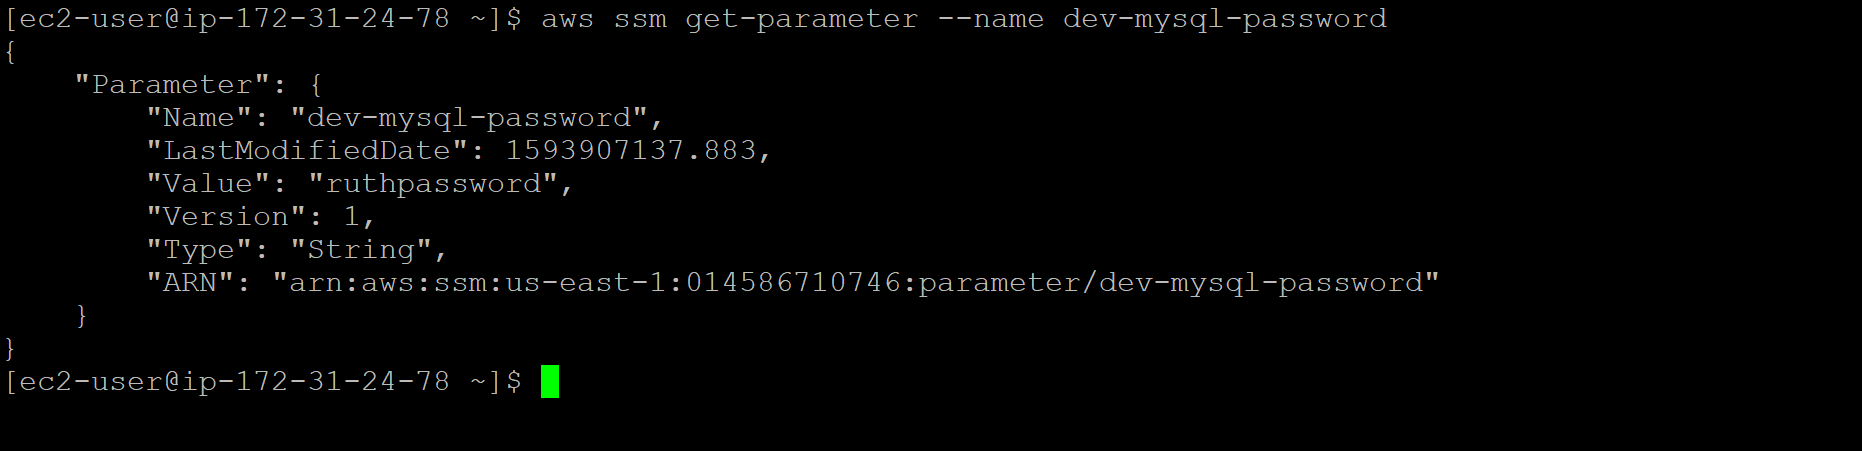 [ec2-user@ip-172-31-24-78 ~]$ aws ssm get-parameter --name dev-mysql-password
{
    "Parameter": {
        "Name": "dev-mysql-password",
        "LastModifiedDate": 1593907137.883,
        "Value": "ruthpassword",
        "Version": 1,
        "Type": "String",
        "ARN": "arn:aws:ssm:us-east-1:014586710746:parameter/dev-mysql-password"
    }
}
[ec2-user@ip-172-31-24-78 ~]$